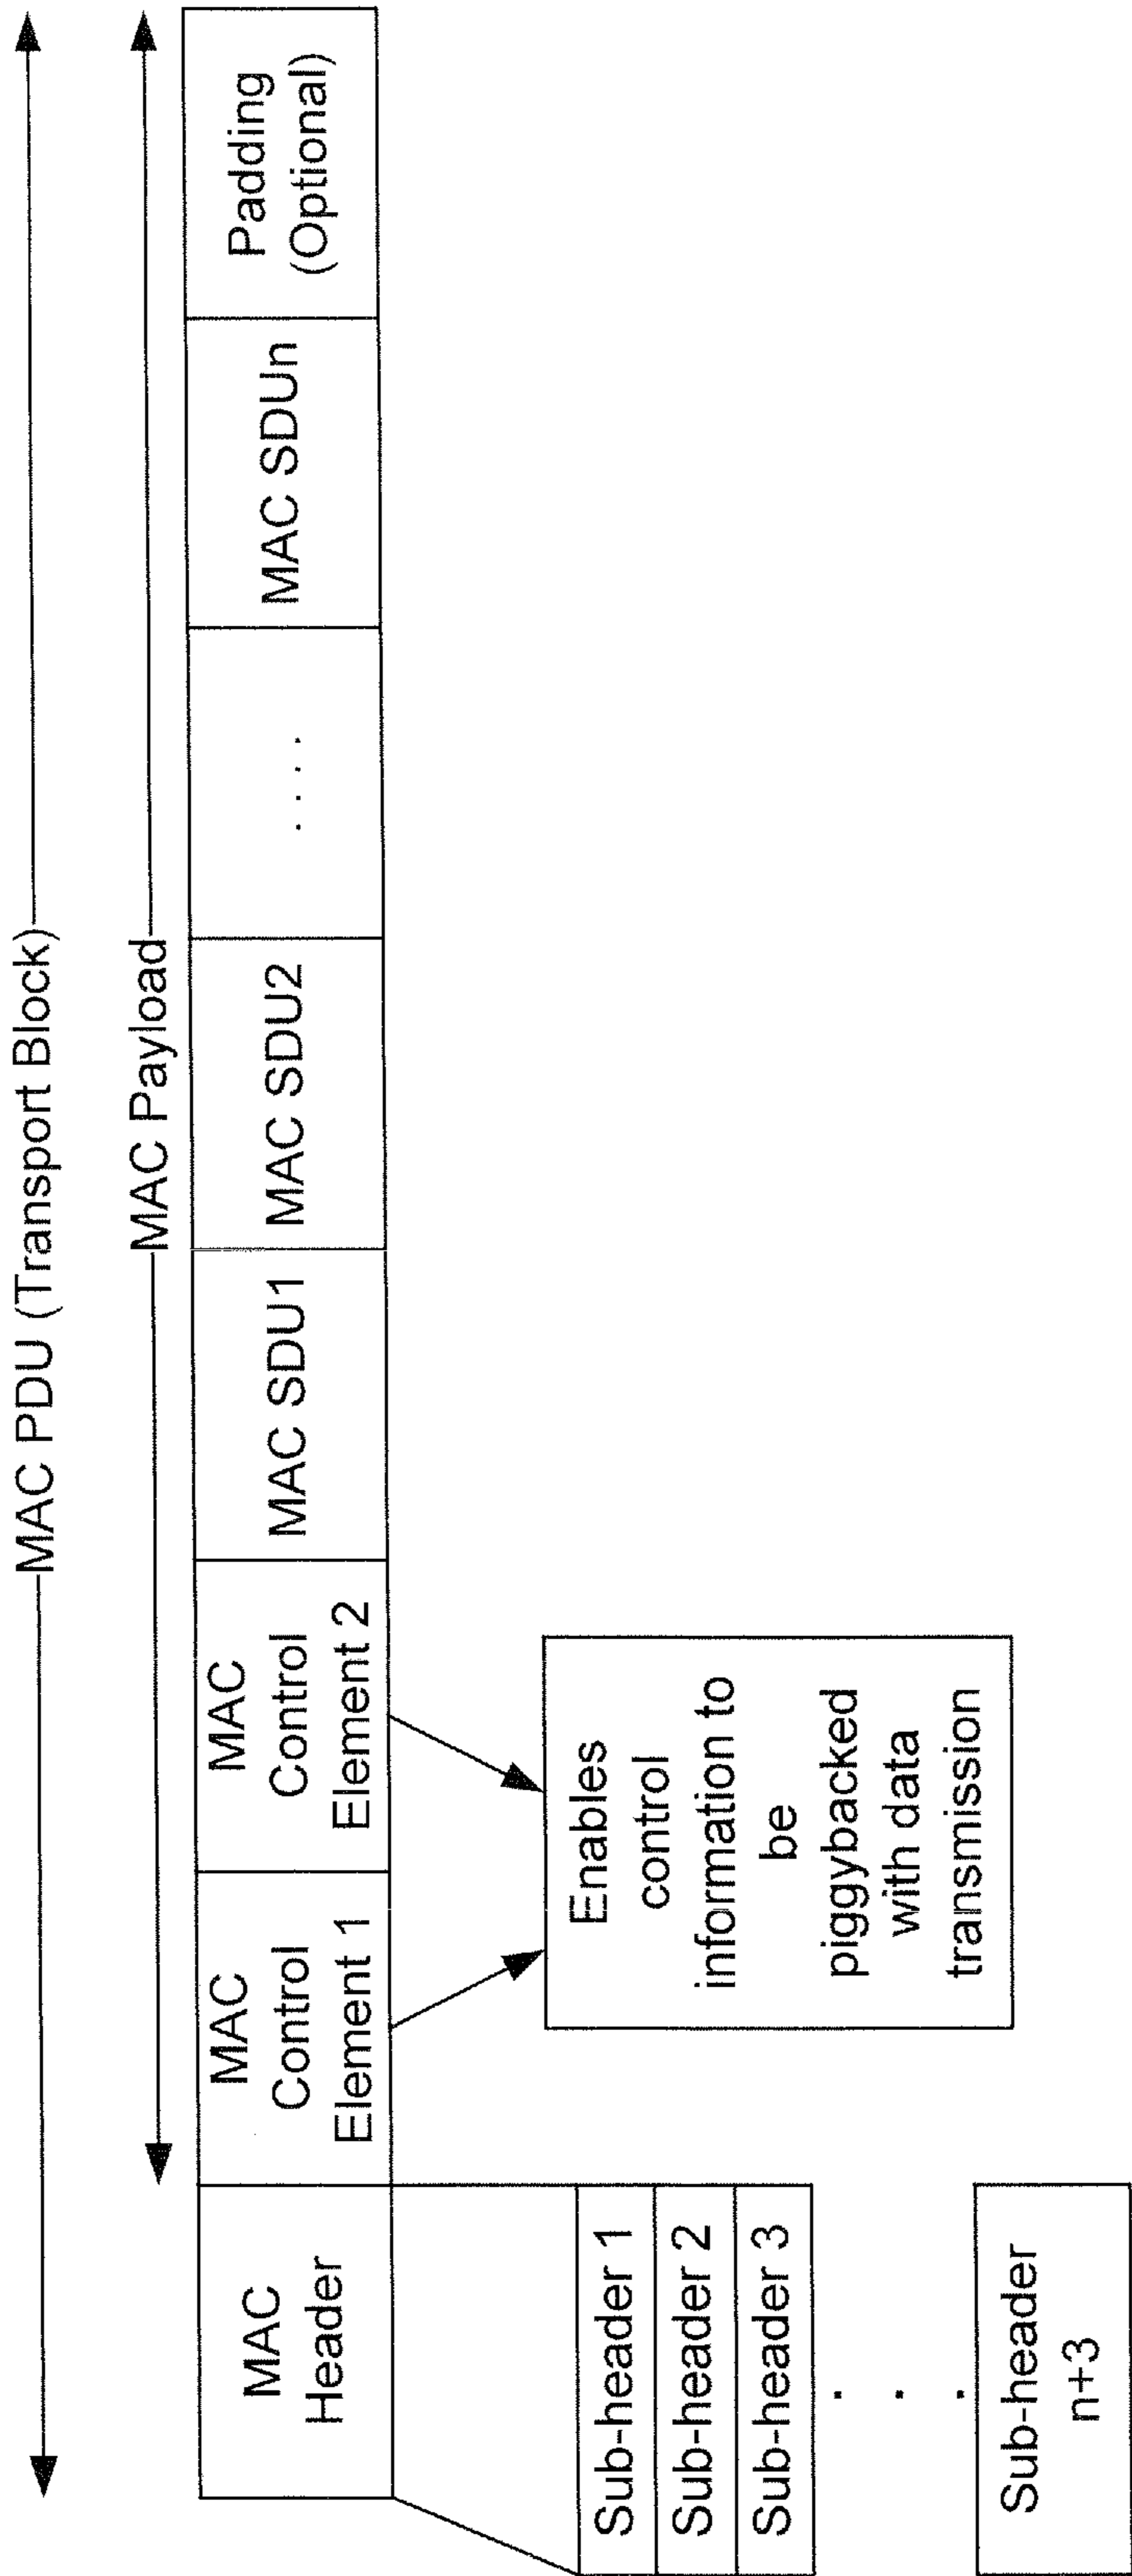 MAC PDU (Transport Block)
MAC Payload
MAC
Header
MAC
Control
Element 1
MAC
Control
Element 2
MAC SDU1
MAC SDU2
. . . .
MAC SDUn
Padding
(Optional)
Sub-header 1
Sub-header 2
Sub-header 3
. . .
Sub-header
n+3
Enables
control
information to
be
piggybacked
with data
transmission